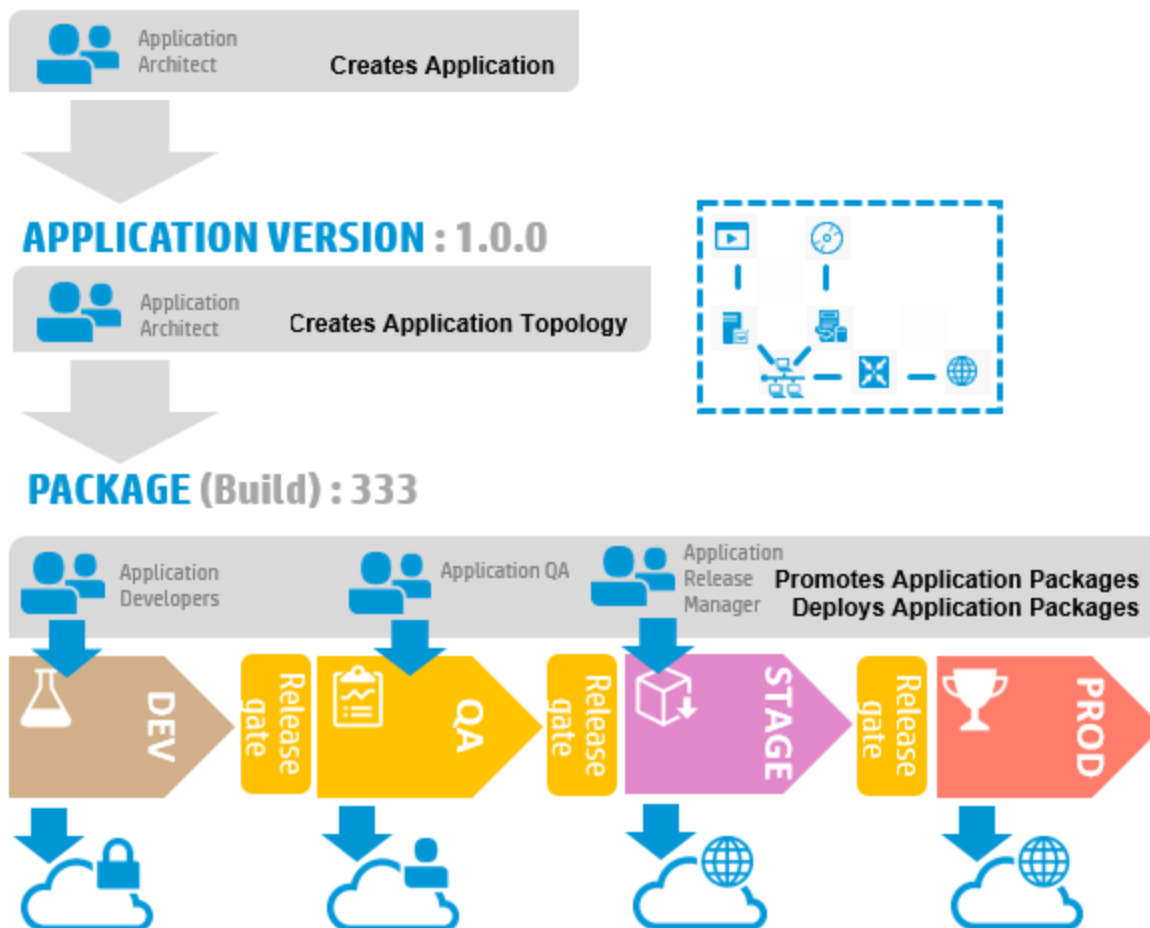 Application
Architect
Creates Application
APPLICATION VERSION : 1.0.0
Application
Architect
Creates Application Topology
PACKAGE (Build) : 333
Application
Developers
Application QA
Application
Release
Manager
Promotes Application Packages
Deploys Application Packages
DEV
Release
gate
QA
Release
gate
STAGE
Release
gate
PROD